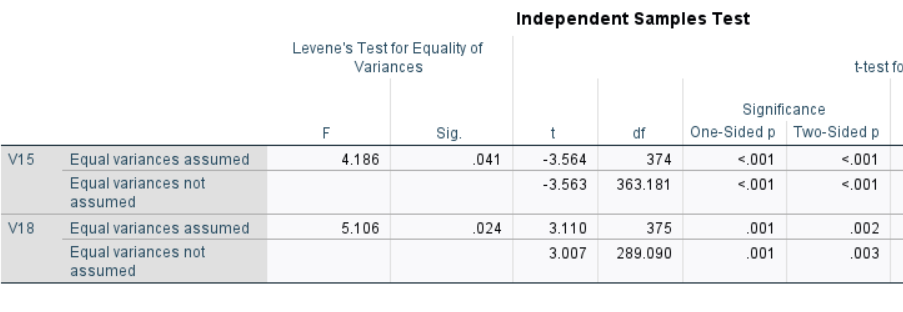 Independent Samples Test
Levene's Test for Equality of
Variances
t-test fo
Significance
F Sig. t df One-Sided p Two-Sided p
V15 Equal variances assumed 4.186 .041 -3.564 374 <.001 <.001
Equal variances not
assumed -3.563 363.181 <.001 <.001
V18 Equal variances assumed 5.106 .024 3.110 375 .001 .002
Equal variances not
assumed 3.007 289.090 .001 .003